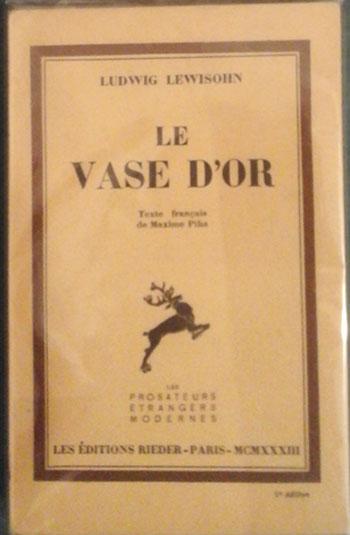 LUDWIG LEWISOHN
LE
VASE D'OR
Texte français
de Maxime Piha
LES
PROSATEURS
ÉTRANGERS
MODERNES
LES ÉDITIONS RIEDER-PARIS-MCMXXXIII
édition